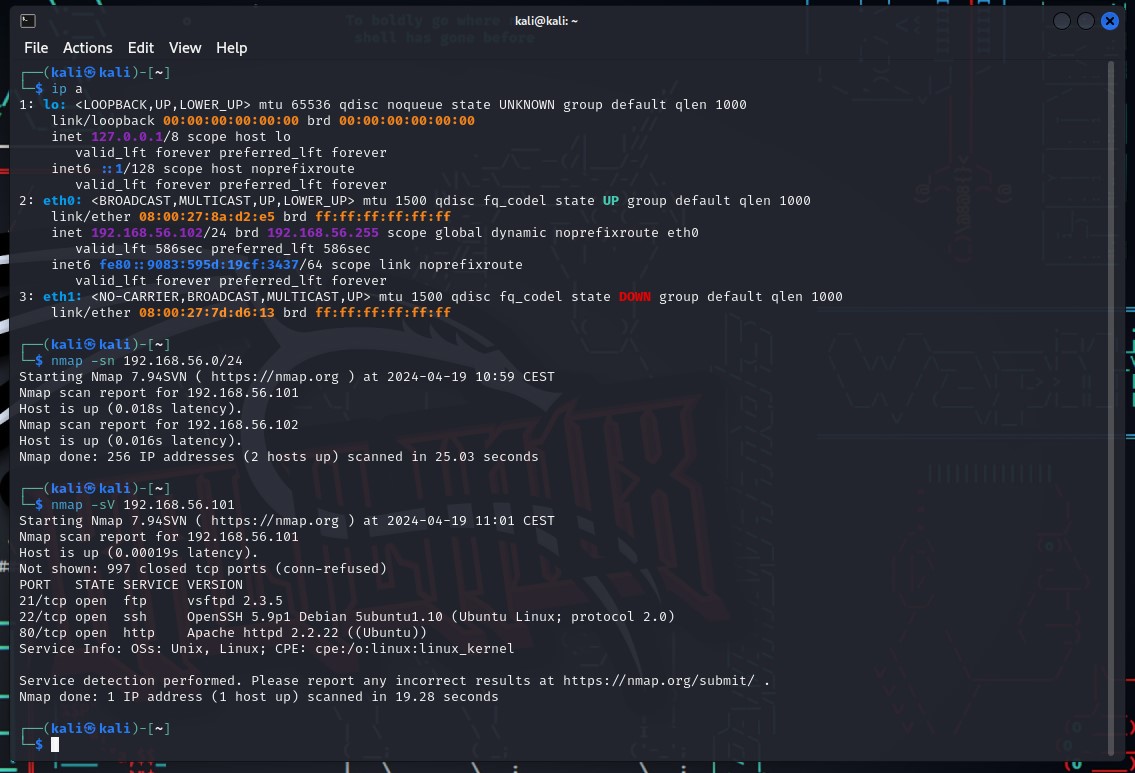 To boldly go where
shell has gone before
kali@kali: ~
File Actions Edit View Help
┌──(kali㉿kali)-[~]
└─$ ip a
1: lo: <LOOPBACK,UP,LOWER_UP> mtu 65536 qdisc noqueue state UNKNOWN group default qlen 1000
    link/loopback 00:00:00:00:00:00 brd 00:00:00:00:00:00
    inet 127.0.0.1/8 scope host lo
       valid_lft forever preferred_lft forever
    inet6 ::1/128 scope host noprefixroute
       valid_lft forever preferred_lft forever
2: eth0: <BROADCAST,MULTICAST,UP,LOWER_UP> mtu 1500 qdisc fq_codel state UP group default qlen 1000
    link/ether 08:00:27:8a:d2:e5 brd ff:ff:ff:ff:ff:ff
    inet 192.168.56.102/24 brd 192.168.56.255 scope global dynamic noprefixroute eth0
       valid_lft 586sec preferred_lft 586sec
    inet6 fe80::9083:595d:19cf:3437/64 scope link noprefixroute
       valid_lft forever preferred_lft forever
3: eth1: <NO-CARRIER,BROADCAST,MULTICAST,UP> mtu 1500 qdisc fq_codel state DOWN group default qlen 1000
    link/ether 08:00:27:7d:d6:13 brd ff:ff:ff:ff:ff:ff
┌──(kali㉿kali)-[~]
└─$ nmap -sn 192.168.56.0/24
Starting Nmap 7.94SVN ( https://nmap.org ) at 2024-04-19 10:59 CEST
Nmap scan report for 192.168.56.101
Host is up (0.018s latency).
Nmap scan report for 192.168.56.102
Host is up (0.016s latency).
Nmap done: 256 IP addresses (2 hosts up) scanned in 25.03 seconds
┌──(kali㉿kali)-[~]
└─$ nmap -sV 192.168.56.101
Starting Nmap 7.94SVN ( https://nmap.org ) at 2024-04-19 11:01 CEST
Nmap scan report for 192.168.56.101
Host is up (0.00019s latency).
Not shown: 997 closed tcp ports (conn-refused)
PORT   STATE SERVICE VERSION
21/tcp open  ftp     vsftpd 2.3.5
22/tcp open  ssh     OpenSSH 5.9p1 Debian 5ubuntu1.10 (Ubuntu Linux; protocol 2.0)
80/tcp open  http    Apache httpd 2.2.22 ((Ubuntu))
Service Info: OSs: Unix, Linux; CPE: cpe:/o:linux:linux_kernel
Service detection performed. Please report any incorrect results at https://nmap.org/submit/ .
Nmap done: 1 IP address (1 host up) scanned in 19.28 seconds
┌──(kali㉿kali)-[~]
└─$